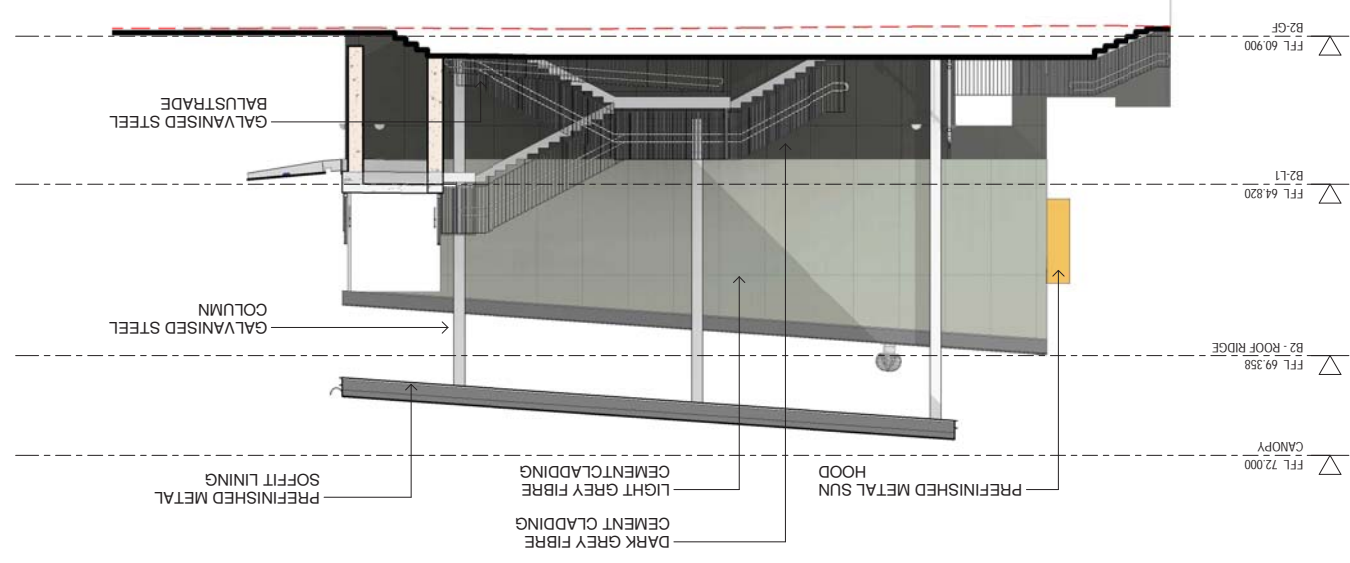 DARK GREY FIBRE
CEMENT CLADDING
PREFINISHED METAL SUN
HOOD
LIGHT GREY FIBRE
CEMENTCLADDING
PREFINISHED METAL
SOFFIT LINING
FFL 72.000
CANOPY
FFL 69.358
B2 - ROOF RIDGE
GALVANISED STEEL
COLUMN
FFL 64.820
B2-L1
GALVANISED STEEL
BALUSTRADE
FFL 60.900
B2-GF